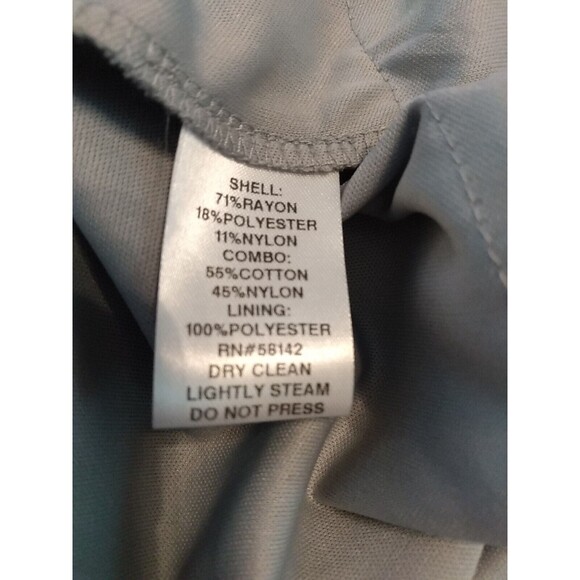 SHELL:
71%RAYON
18%POLYESTER
11%NYLON
COMBO:
55%COTTON
45%NYLON
LINING:
100%POLYESTER
RN#58142
DRY CLEAN
LIGHTLY STEAM
DO NOT PRESS